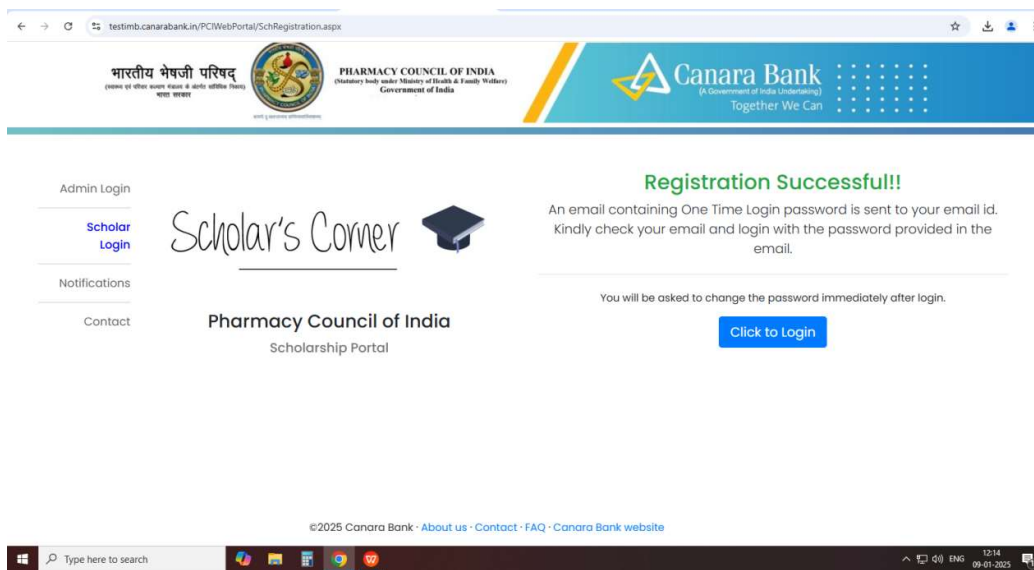 testimb.canarabank.in/PCIWebPortal/SchRegistration.aspx
भारतीय भेषजी परिषद्
भारत सरकार
PHARMACY COUNCIL OF INDIA
(Statutory body under Ministry of Health & Family Welfare)
Government of India
Canara Bank
(A Government of India Undertaking)
Together We Can
Admin Login
Scholar
Login
Notifications
Contact
Scholar's Corner
Pharmacy Council of India
Scholarship Portal
Registration Successful!!
An email containing One Time Login password is sent to your email id.
Kindly check your email and login with the password provided in the
email.
You will be asked to change the password immediately after login.
Click to Login
©2025 Canara Bank · About us · Contact · FAQ · Canara Bank website
Type here to search
ENG
12:14
09-01-2025